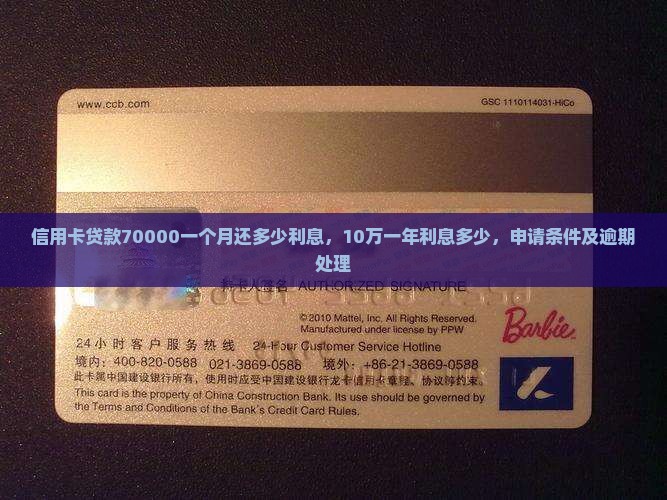 www.ccb.com
GSC 1110114031-HiCo
信用卡贷款70000一个月还多少利息，10万一年利息多少，申请条件及逾期
处理
AUTHORIZED SIGNATURE
©2010 Mattel, Inc. All Rights Reserved.
Manufactured under license by PPW
Barbie
24小时客户服务热线 24-Hour Customer Service Hotline
境内：400-820-0588 021-3869-0588 境外：+86-21-3869-0588
此卡属中国建设银行所有，使用时应受中国建设银行龙卡信用卡章程、协议等约束。
This card is the property of China Construction Bank. Its use should be governed by
the Terms and Conditions of the Bank's Credit Card Rules.